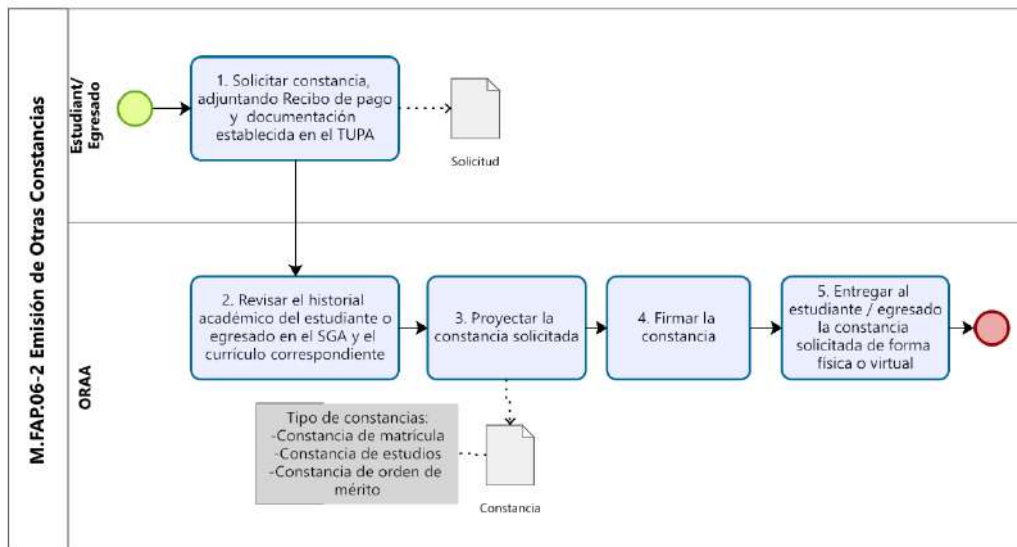 M.FAP.06-2 Emisión de Otras Constancias
Estudiant/
Egresado
1. Solicitar constancia,
adjuntando Recibo de pago
y documentación
establecida en el TUPA
Solicitud
ORAA
2. Revisar el historial
académico del estudiante o
egresado en el SGA y el
currículo correspondiente
3. Proyectar la
constancia solicitada
4. Firmar la
constancia
5. Entregar al
estudiante / egresado
la constancia
solicitada de forma
física o virtual
Tipo de constancias:
-Constancia de matrícula
-Constancia de estudios
-Constancia de orden de
mérito
Constancia